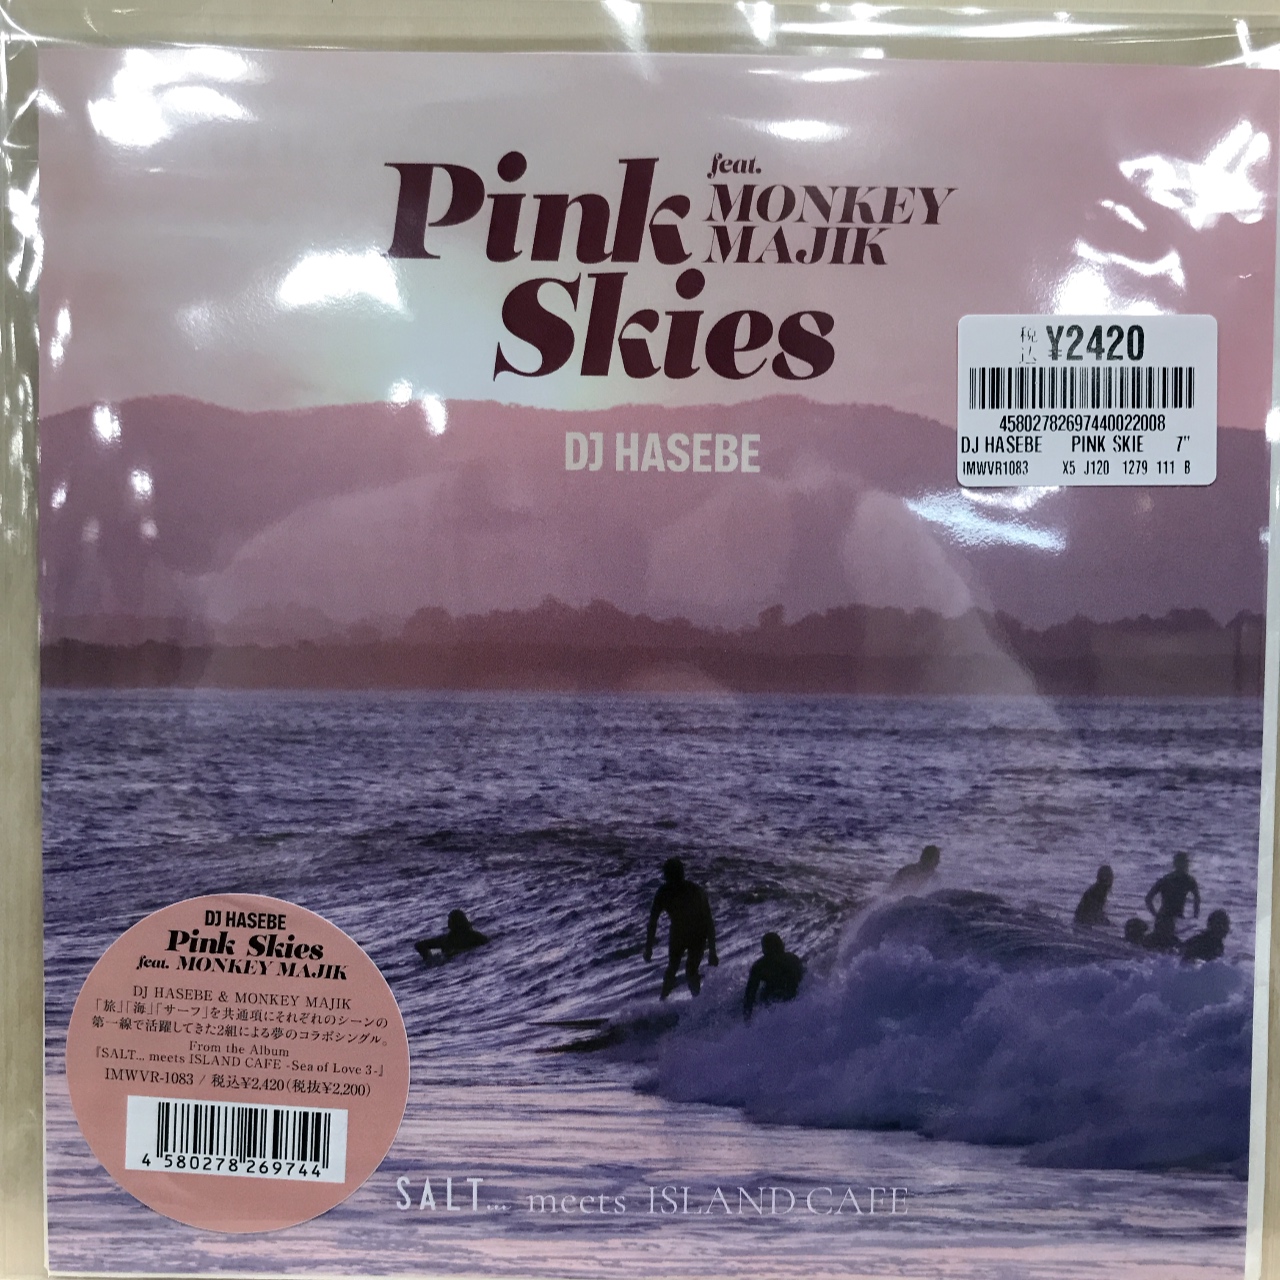 Pink feat. MONKEY MAJIK
Skies
DJ HASEBE
税込 ¥2420
45802782697440022008
DJ HASEBE PINK SKIE 7"
IMWVR1083 X5 J120 1279 111 B
DJ HASEBE
Pink Skies
feat. MONKEY MAJIK
DJ HASEBE & MONKEY MAJIK
「旅」「海」「サーフ」を共通項にそれぞれのシーンの
第一線で活躍してきた2組による夢のコラボシングル。
From the Album
『SALT... meets ISLAND CAFE -Sea of Love 3-』
IMWVR-1083 / 税込¥2,420(税抜¥2,200)
4 580278 269744
SALT... meets ISLAND CAFE